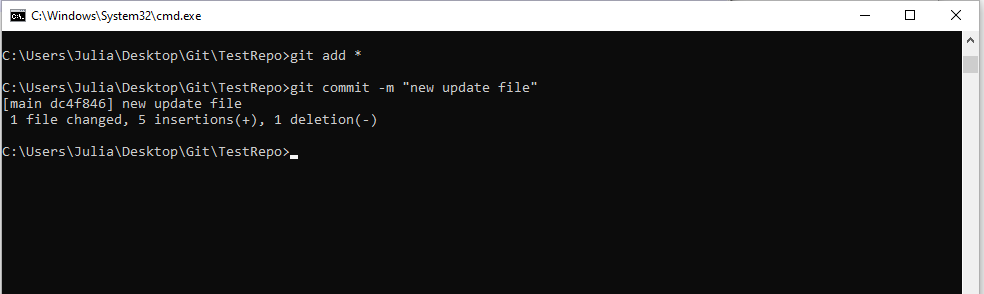 C:\Windows\System32\cmd.exe
C:\Users\Julia\Desktop\Git\TestRepo>git add *
C:\Users\Julia\Desktop\Git\TestRepo>git commit -m "new update file"
[main dc4f846] new update file
 1 file changed, 5 insertions(+), 1 deletion(-)
C:\Users\Julia\Desktop\Git\TestRepo>